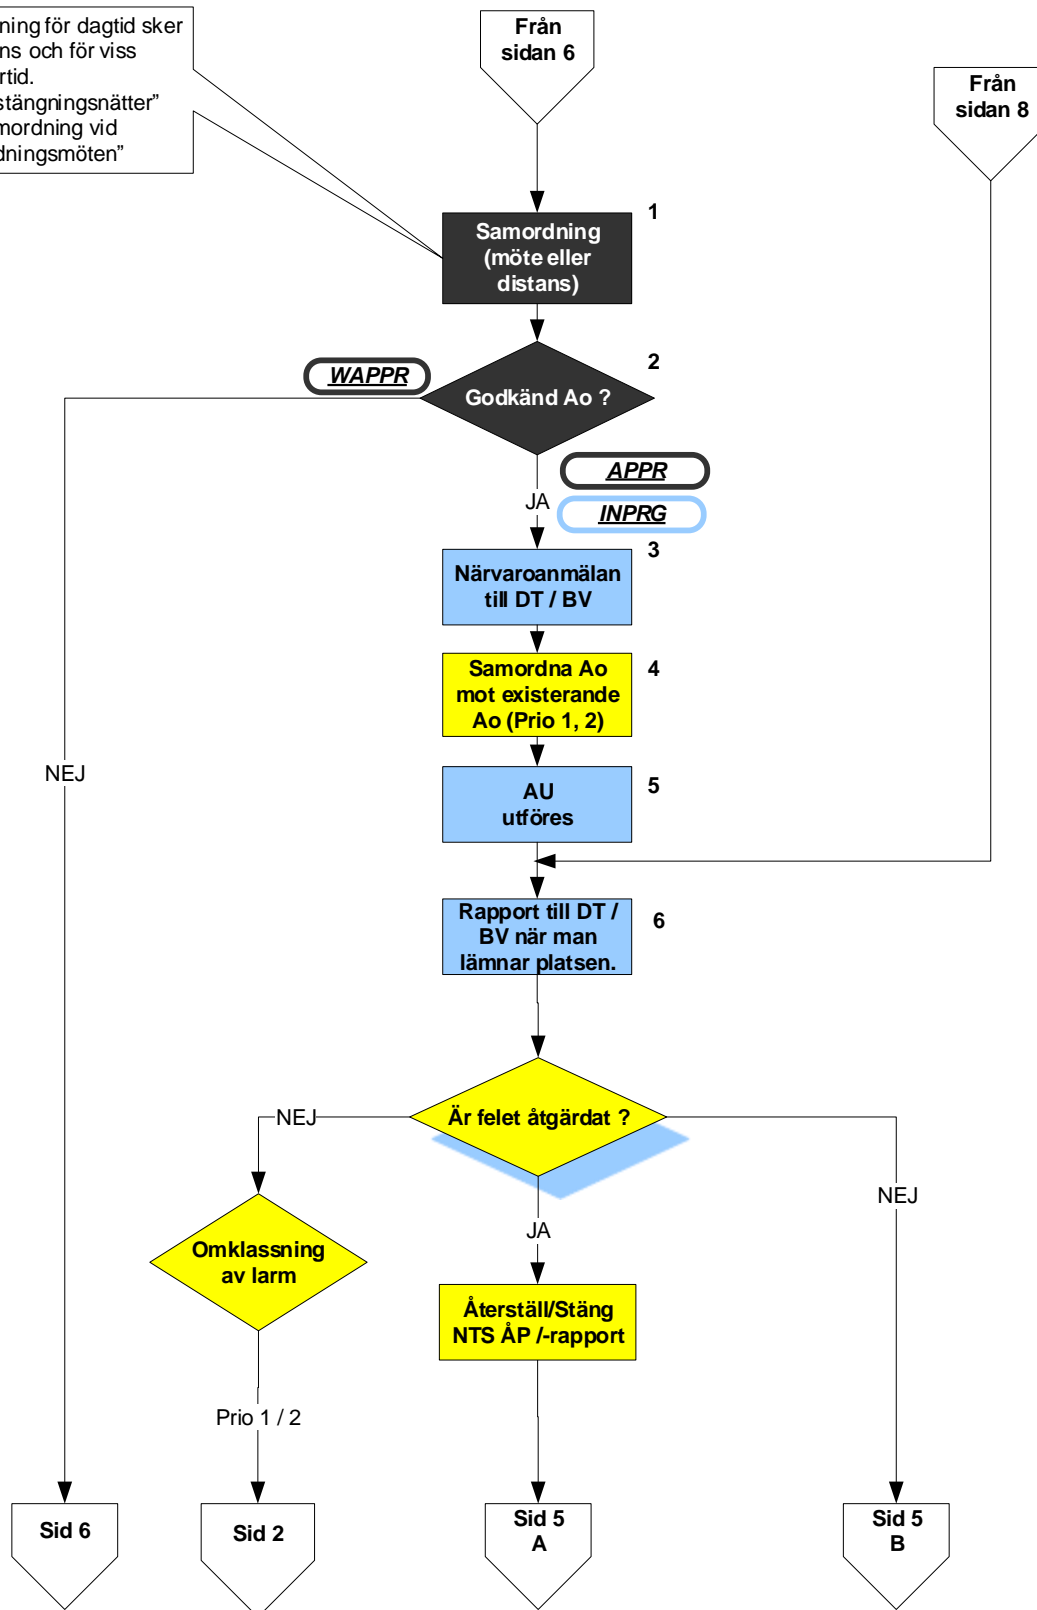 ning för dagtid sker
ns och för viss
rtid.
stängningsnätter”
mordning vid
dningsmöten”
Från
sidan 6
Från
sidan 8
1
Samordning
(möte eller
distans)
2
WAPPR
Godkänd Ao ?
APPR
JA
INPRG
3
Närvaroanmälan
till DT / BV
4
Samordna Ao
mot existerande
Ao (Prio 1, 2)
NEJ
5
AU
utföres
6
Rapport till DT /
BV när man
lämnar platsen.
NEJ
Är felet åtgärdat ?
NEJ
JA
Omklassning
av larm
Återställ/Stäng
NTS ÅP /-rapport
Prio 1 / 2
Sid 6
Sid 2
Sid 5
A
Sid 5
B